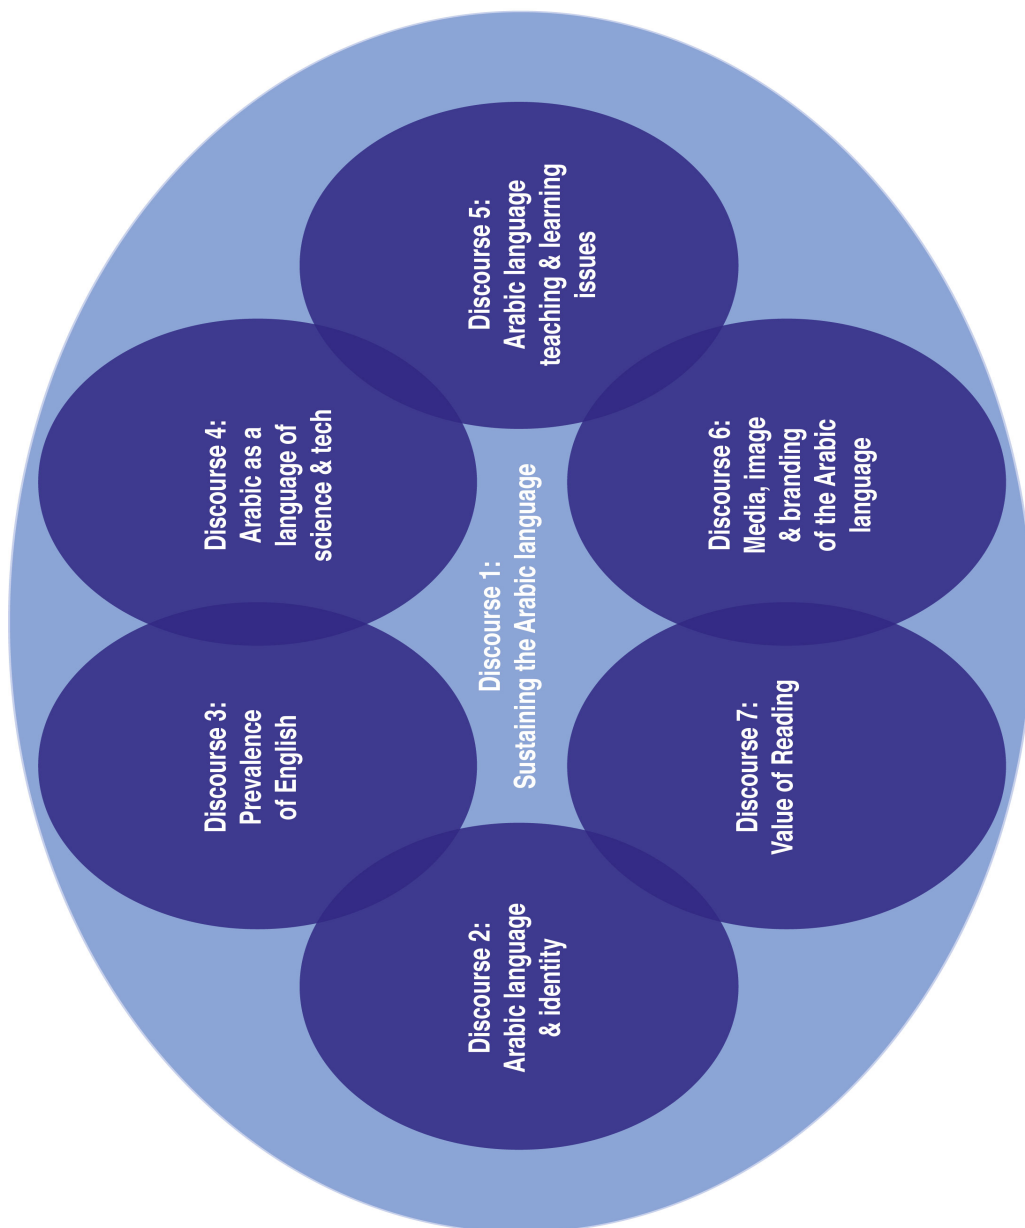 Discourse 1:
Sustaining the Arabic language
Discourse 2:
Arabic language
& identity
Discourse 3:
Prevalence
of English
Discourse 4:
Arabic as a
language of
science & tech
Discourse 5:
Arabic language
teaching & learning
issues
Discourse 6:
Media, image
& branding
of the Arabic
language
Discourse 7:
Value of Reading